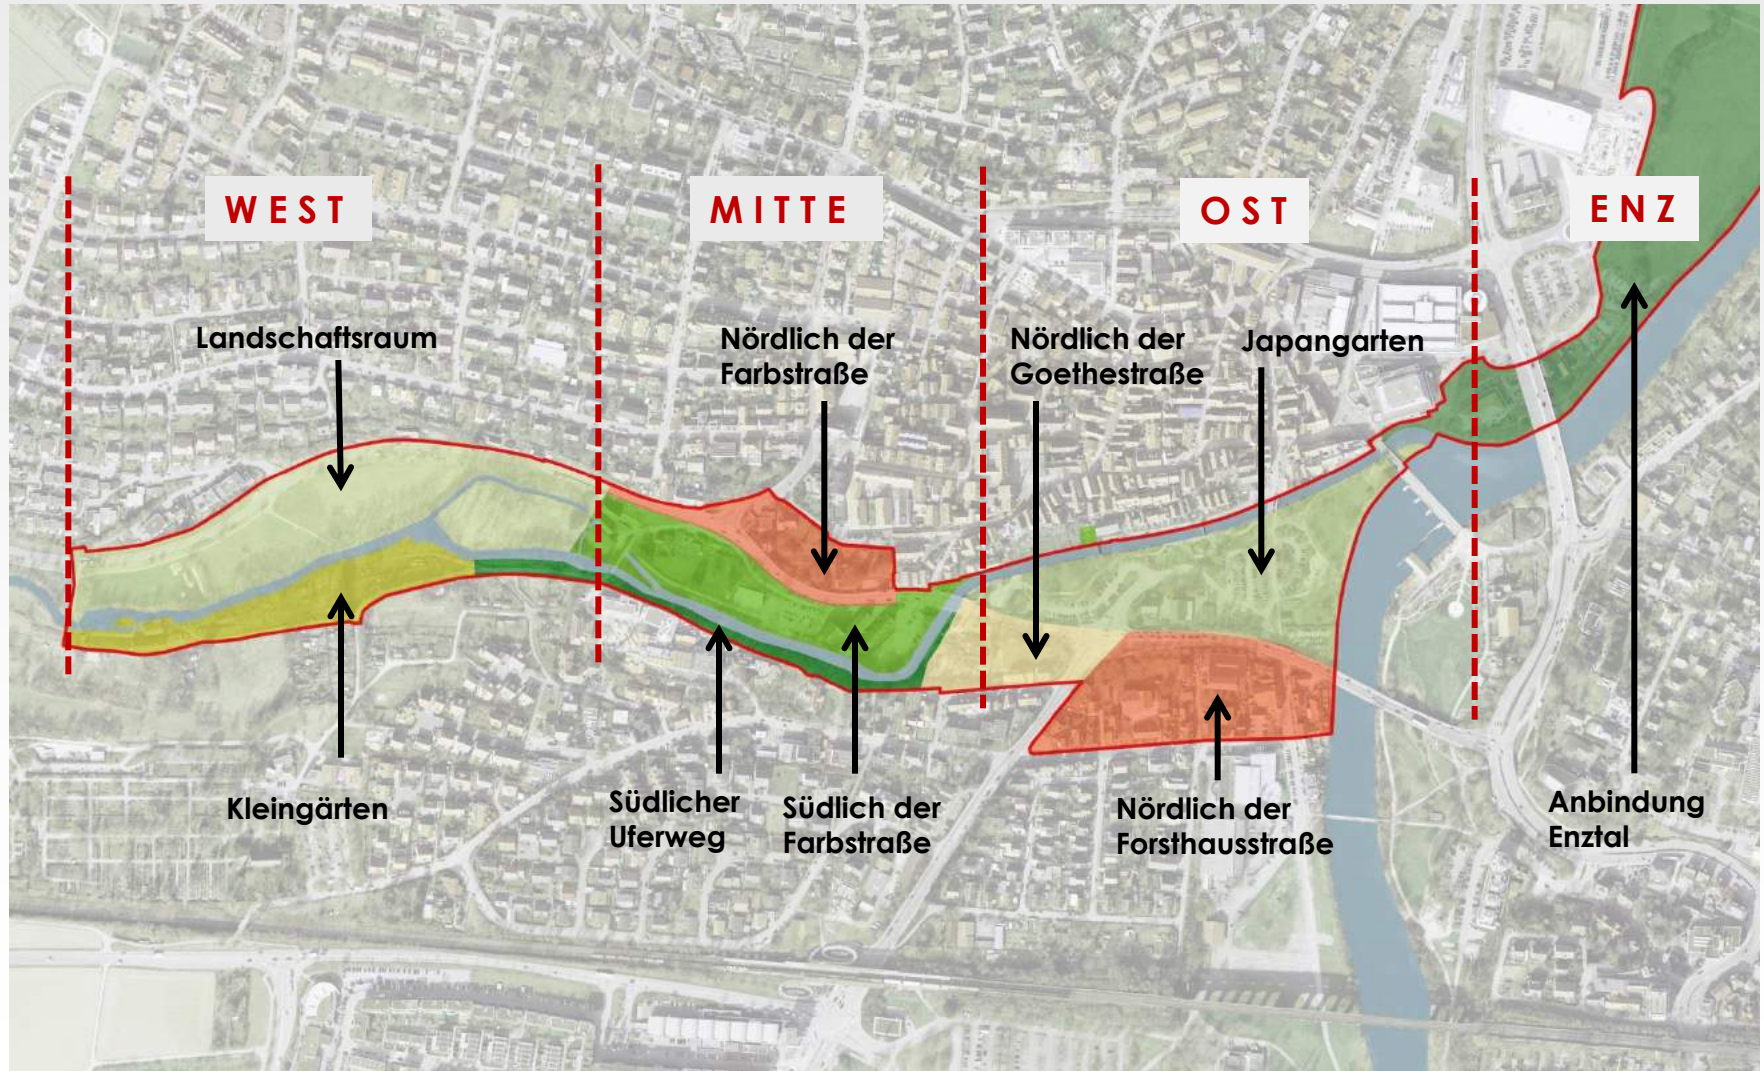 WEST
MITTE
OST
ENZ
Landschaftsraum
Nördlich der
Farbstraße
Nördlich der
Goethestraße
Japangarten
Kleingärten
Südlicher
Uferweg
Südlich der
Farbstraße
Nördlich der
Forsthausstraße
Anbindung
Enztal